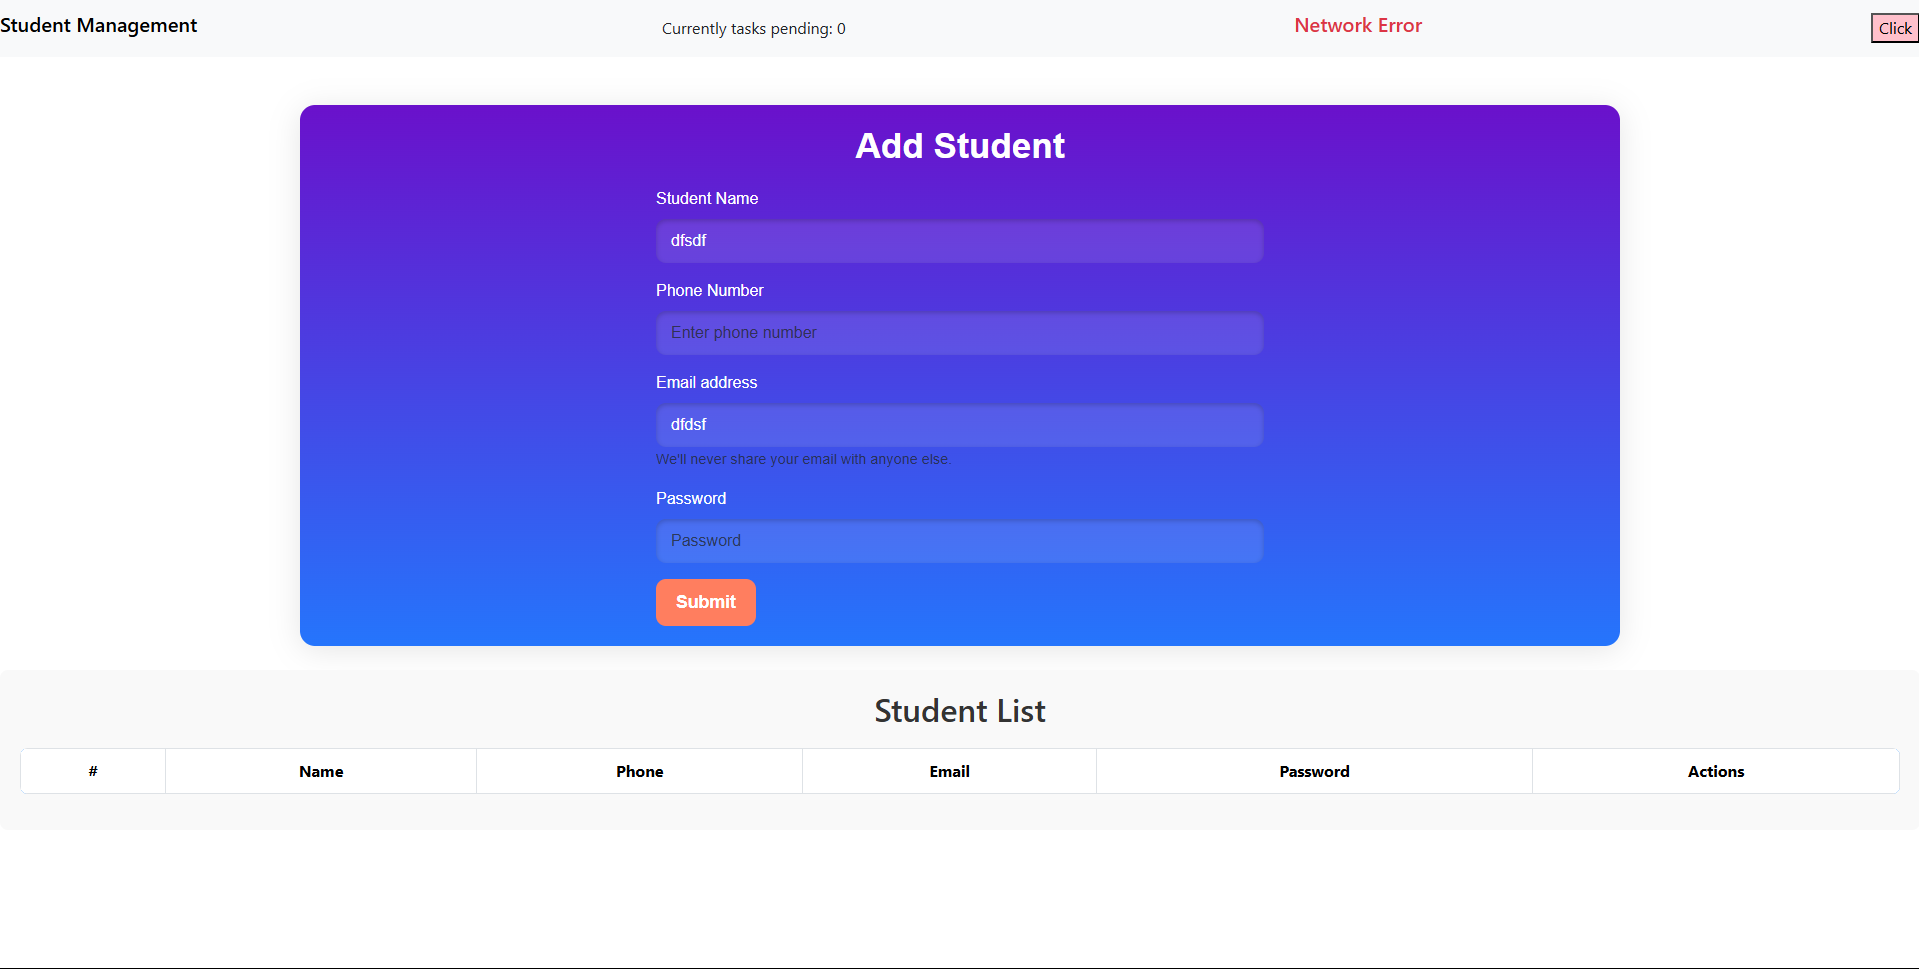 Student Management
Currently tasks pending: 0
Network Error
Click
Add Student
Student Name
dfsdf
Phone Number
Enter phone number
Email address
dfdsf
We'll never share your email with anyone else.
Password
Password
Submit
Student List
# Name Phone Email Password Actions